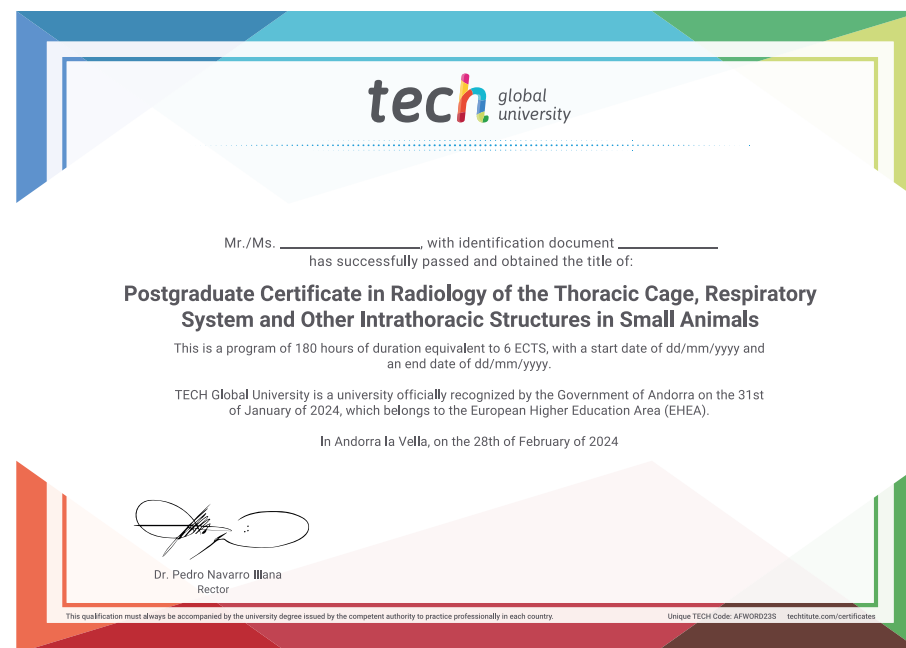 tech global
university
Mr./Ms. ____________________, with identification document ______________
has successfully passed and obtained the title of:
Postgraduate Certificate in Radiology of the Thoracic Cage, Respiratory
System and Other Intrathoracic Structures in Small Animals
This is a program of 180 hours of duration equivalent to 6 ECTS, with a start date of dd/mm/yyyy and
an end date of dd/mm/yyyy.
TECH Global University is a university officially recognized by the Government of Andorra on the 31st
of January of 2024, which belongs to the European Higher Education Area (EHEA).
In Andorra la Vella, on the 28th of February of 2024
Dr. Pedro Navarro Illana
Rector
This qualification must always be accompanied by the university degree issued by the competent authority to practice professionally in each country. Unique TECH Code: AFWORD23S techtitute.com/certificates